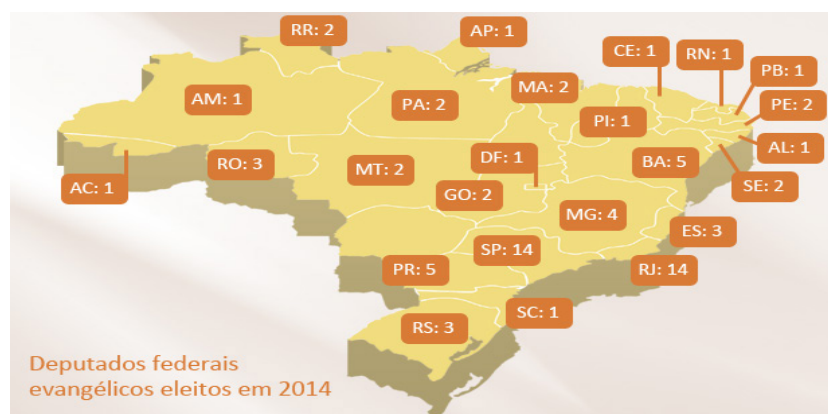 RR: 2
AP: 1
CE: 1
RN: 1
PB: 1
AM: 1
PA: 2
MA: 2
PI: 1
PE: 2
AL: 1
AC: 1
RO: 3
MT: 2
DF: 1
BA: 5
SE: 2
GO: 2
MG: 4
ES: 3
SP: 14
PR: 5
RJ: 14
SC: 1
RS: 3
Deputados federais
evangélicos eleitos em 2014